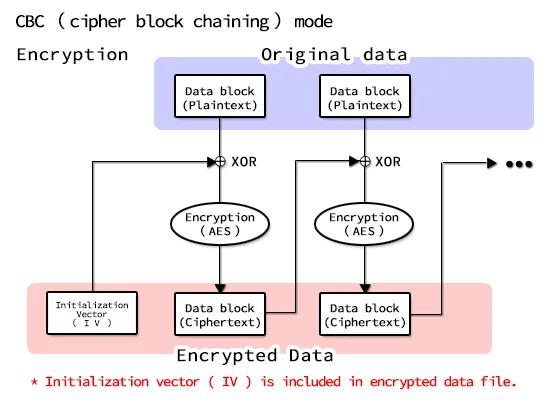 CBC ( cipher block chaining ) mode
Encryption
Original data
Data block
(Plaintext)
Data block
(Plaintext)
XOR
XOR
Encryption
( AES )
Encryption
( AES )
Initialization
Vector
( I V )
Data block
(Ciphertext)
Data block
(Ciphertext)
Encrypted Data
* Initialization vector ( IV ) is included in encrypted data file.